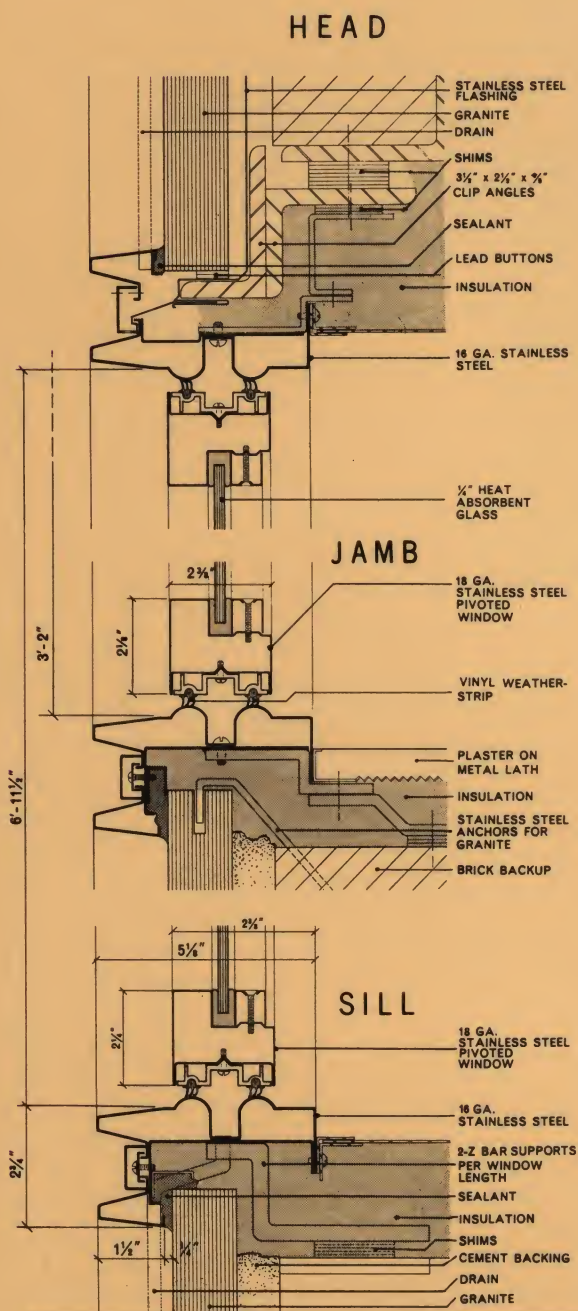 HEAD
STAINLESS STEEL
FLASHING
GRANITE
DRAIN
SHIMS
3½" x 2½" x ⅜"
CLIP ANGLES
SEALANT
LEAD BUTTONS
INSULATION
16 GA. STAINLESS
STEEL
¼" HEAT
ABSORBENT
GLASS
JAMB
2⅜"
18 GA.
STAINLESS STEEL
PIVOTED
WINDOW
2⅛"
3'-2"
VINYL WEATHER-
STRIP
6'-11½"
PLASTER ON
METAL LATH
INSULATION
STAINLESS STEEL
ANCHORS FOR
GRANITE
BRICK BACKUP
2⅜"
5⅛"
SILL
2¼"
18 GA.
STAINLESS STEEL
PIVOTED
WINDOW
16 GA.
STAINLESS STEEL
2¾"
2-Z BAR SUPPORTS
PER WINDOW
LENGTH
SEALANT
INSULATION
SHIMS
CEMENT BACKING
1½"
¼"
DRAIN
GRANITE